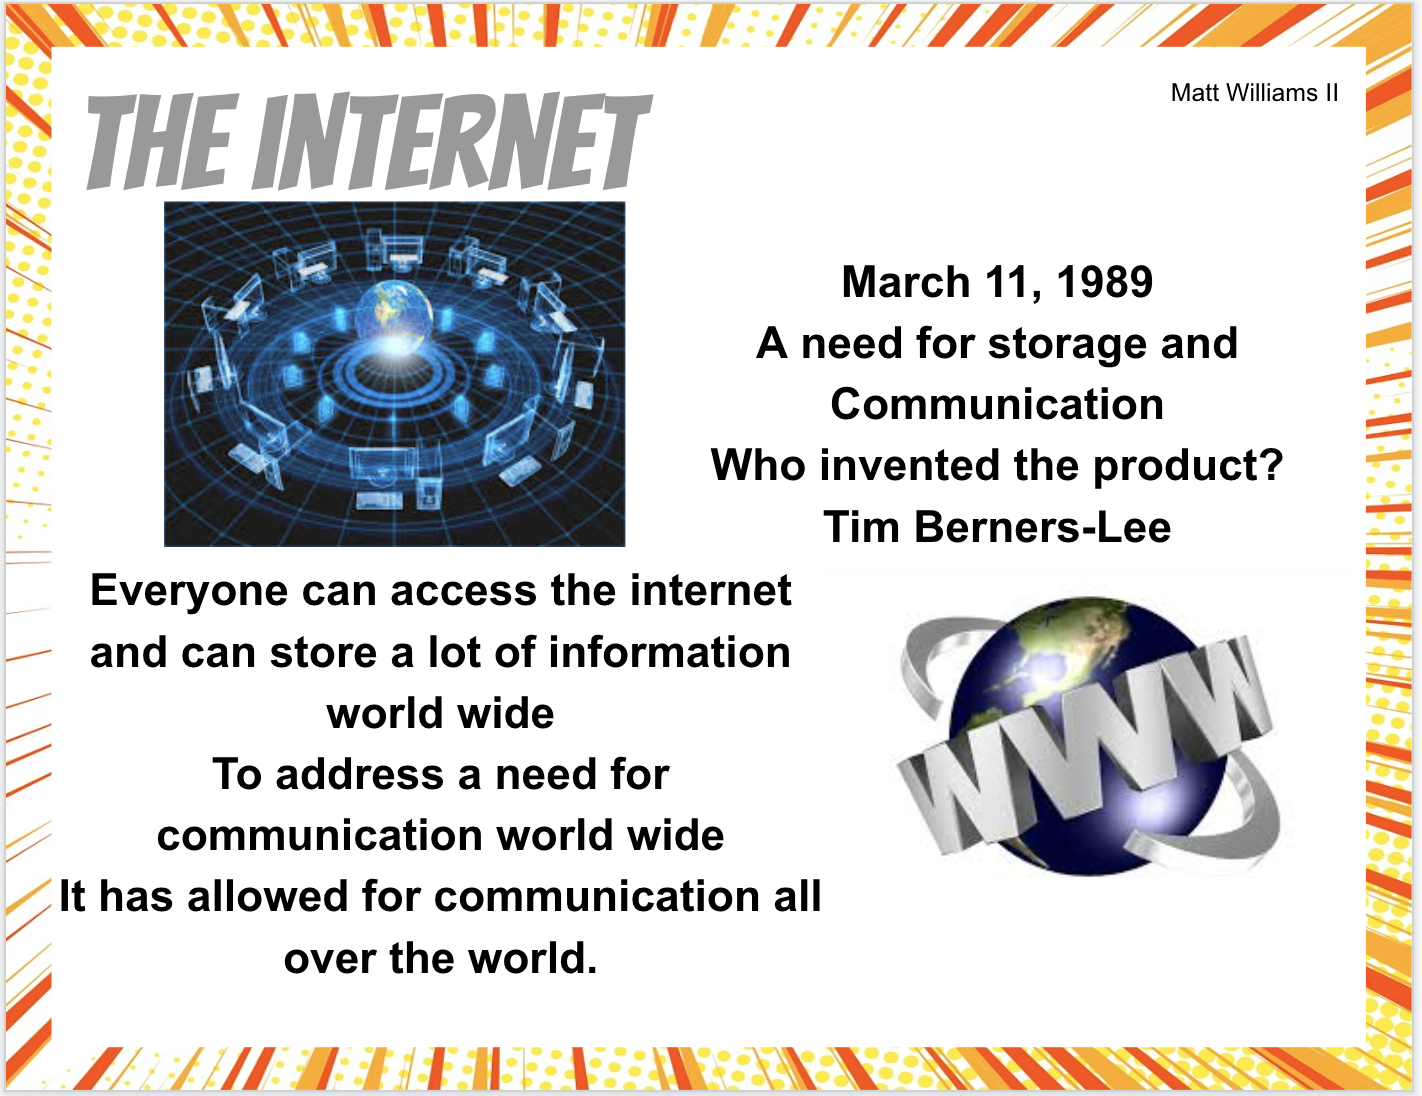 THE INTERNET
Matt Williams II
March 11, 1989
A need for storage and
Communication
Who invented the product?
Tim Berners-Lee
Everyone can access the internet
and can store a lot of information
world wide
To address a need for
communication world wide
It has allowed for communication all
over the world.
WWW